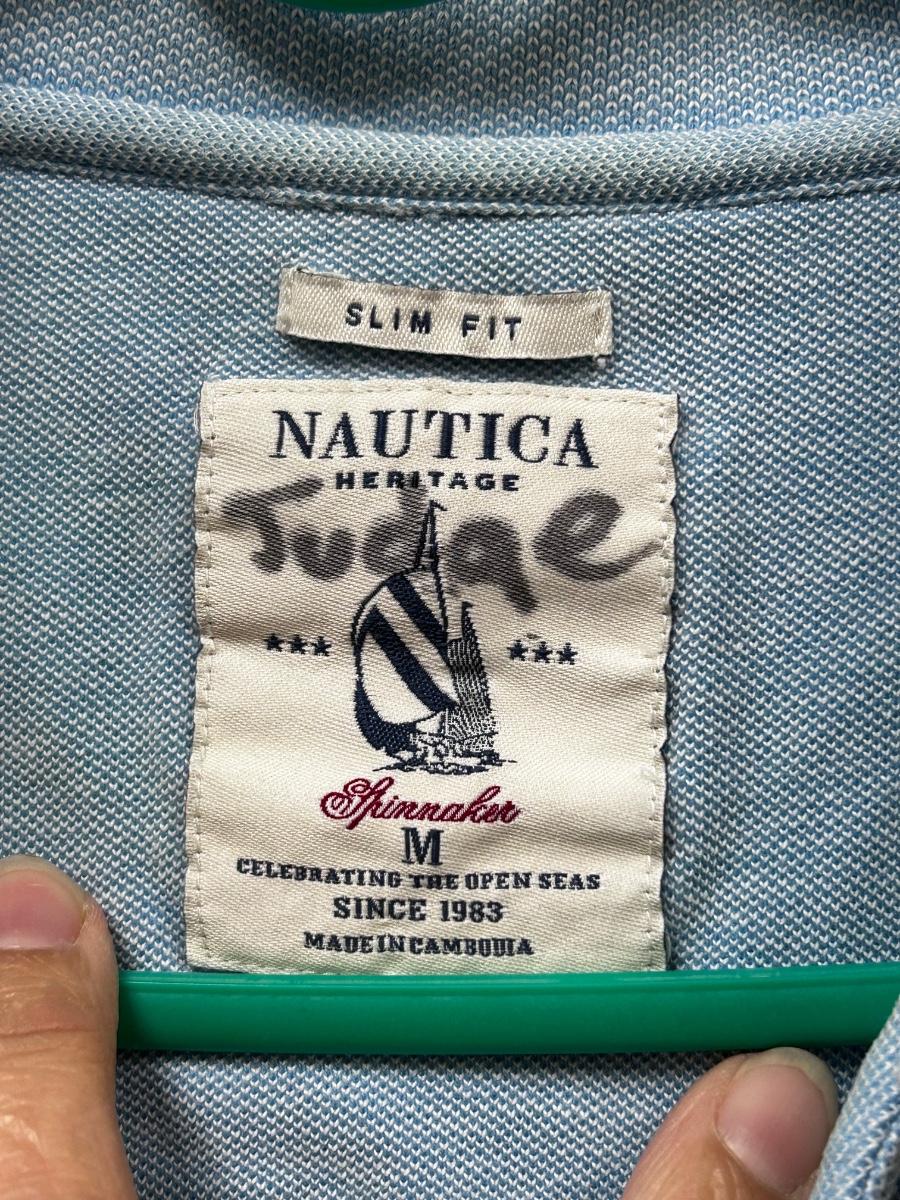 SLIM FIT
NAUTICA
HERITAGE
Judge
★★★ ★★★
Spinnaker
M
CELEBRATING THE OPEN SEAS
SINCE 1983
MADE IN CAMBODIA